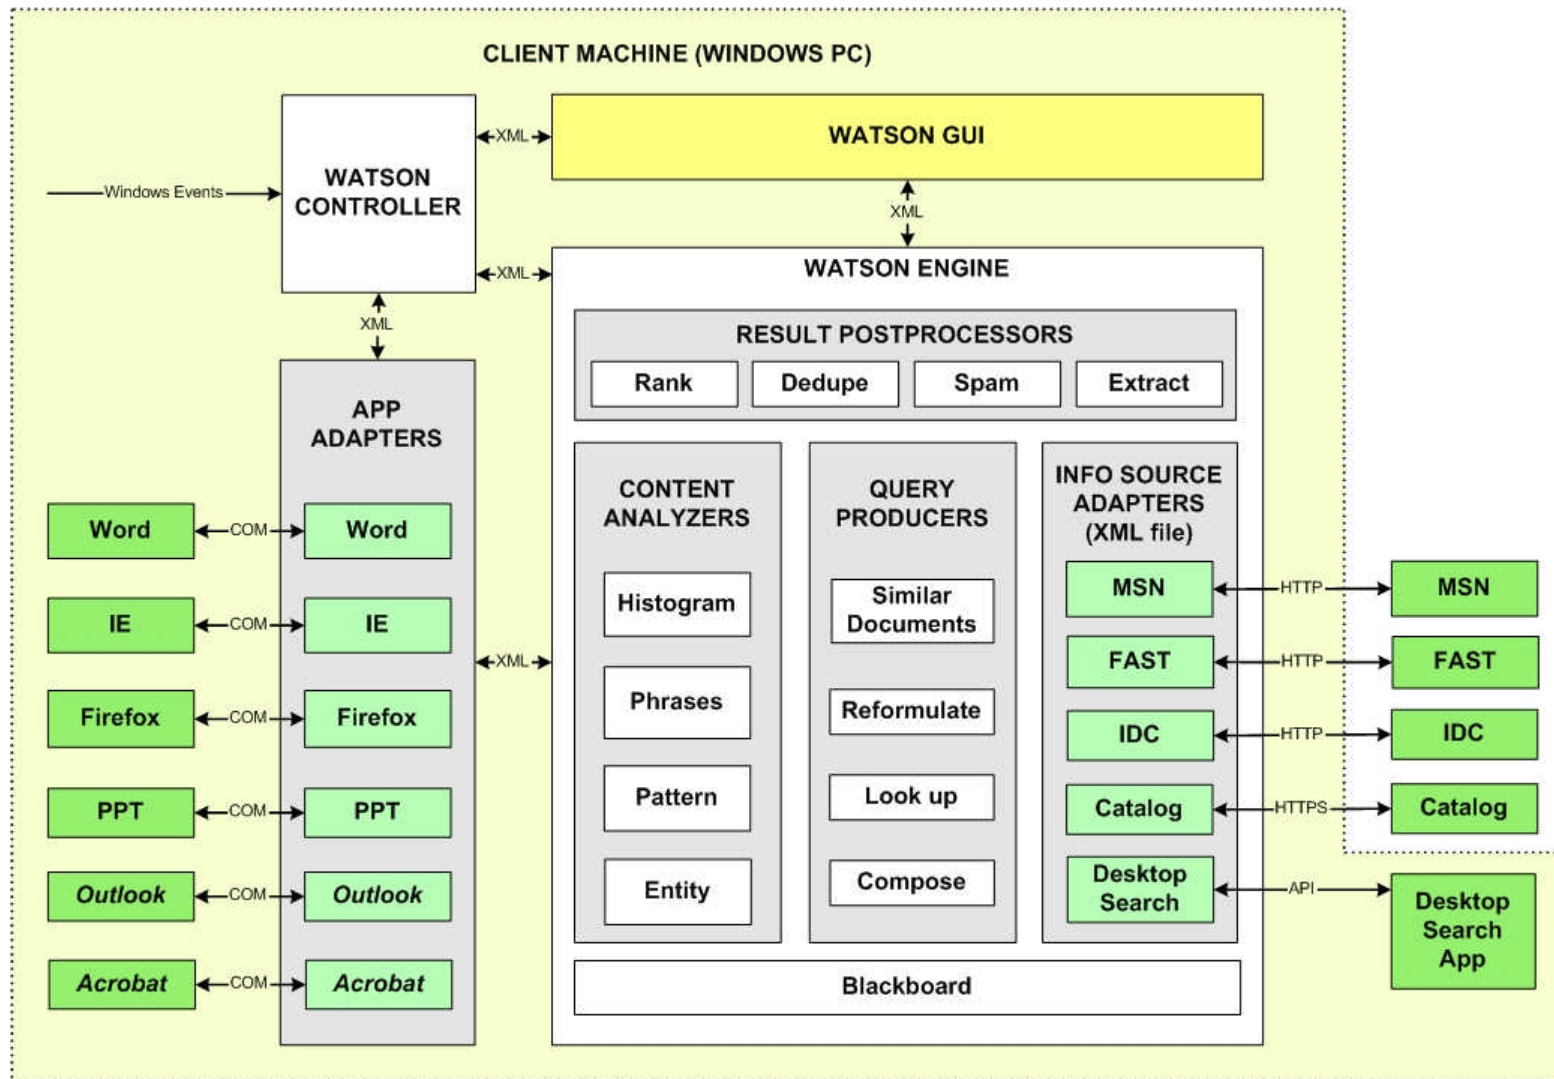 CLIENT MACHINE (WINDOWS PC)
WATSON
CONTROLLER
XML
WATSON GUI
Windows Events
XML
XML
XML
WATSON ENGINE
RESULT POSTPROCESSORS
Rank
Dedupe
Spam
Extract
APP
ADAPTERS
Word
COM
Word
IE
COM
IE
Firefox
COM
Firefox
PPT
COM
PPT
Outlook
COM
Outlook
Acrobat
COM
Acrobat
XML
CONTENT
ANALYZERS
Histogram
Phrases
Pattern
Entity
QUERY
PRODUCERS
Similar
Documents
Reformulate
Look up
Compose
INFO SOURCE
ADAPTERS
(XML file)
MSN
HTTP
MSN
FAST
HTTP
FAST
IDC
HTTP
IDC
Catalog
HTTPS
Catalog
Desktop
Search
API
Desktop
Search
App
Blackboard